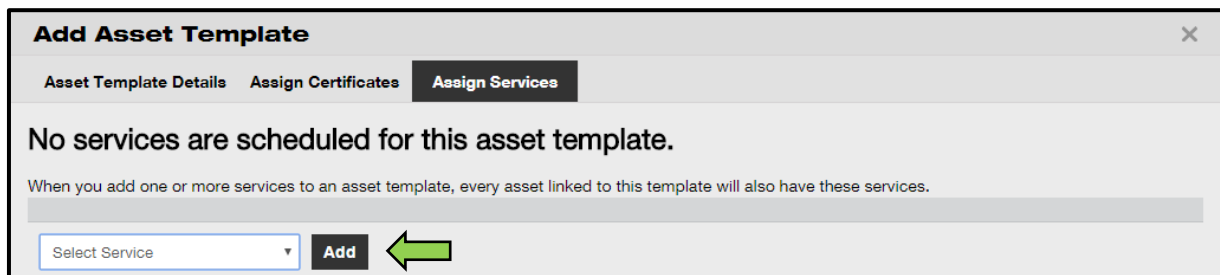 Add Asset Template
Asset Template Details Assign Certificates Assign Services
No services are scheduled for this asset template.
When you add one or more services to an asset template, every asset linked to this template will also have these services.
Select Service Add